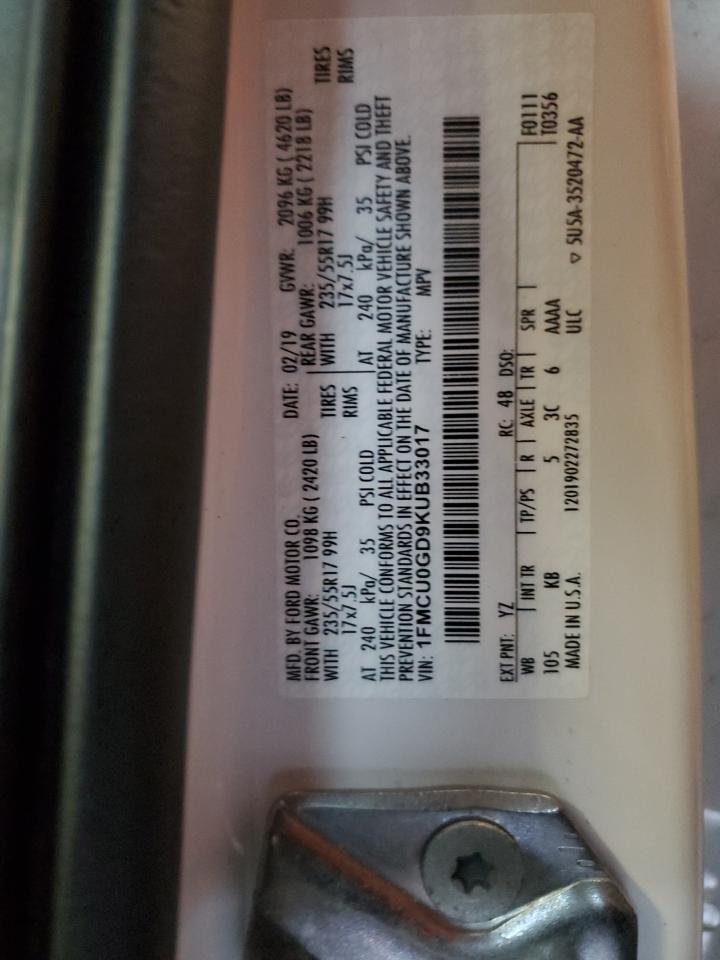 MFD. BY FORD MOTOR CO. DATE: 02/19 GVWR: 2096 KG ( 4620 LB)
FRONT GAWR: 1098 KG ( 2420 LB) REAR GAWR: 1006 KG ( 2218 LB)
WITH 235/55R17 99H TIRES WITH 235/55R17 99H TIRES
17x7.5J RIMS 17x7.5J RIMS
AT 240 kPa/ 35 PSI COLD AT 240 kPa/ 35 PSI COLD
THIS VEHICLE CONFORMS TO ALL APPLICABLE FEDERAL MOTOR VEHICLE SAFETY AND THEFT
PREVENTION STANDARDS IN EFFECT ON THE DATE OF MANUFACTURE SHOWN ABOVE.
VIN: 1FMCU0GD9KUB33017 TYPE: MPV
EXT PNT: YZ RC: 48 DSO: F0111
WB INT TR TP/PS R AXLE TR SPR T0356
105 KB 5 3C 6 AAAA
MADE IN U.S.A. 1201902272835 ULC ▽ 5U5A-3520472-AA